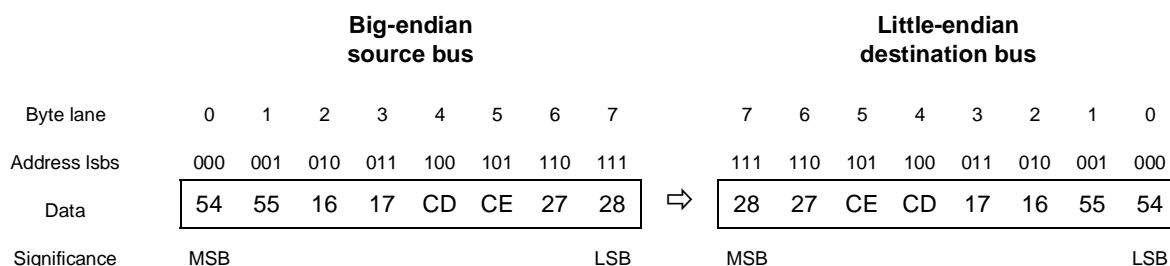 Big-endian Little-endian
source bus destination bus
Byte lane 0 1 2 3 4 5 6 7 7 6 5 4 3 2 1 0
Address lsbs 000 001 010 011 100 101 110 111 111 110 101 100 011 010 001 000
Data 54 55 16 17 CD CE 27 28 ⇨ 28 27 CE CD 17 16 55 54
Significance MSB LSB MSB LSB